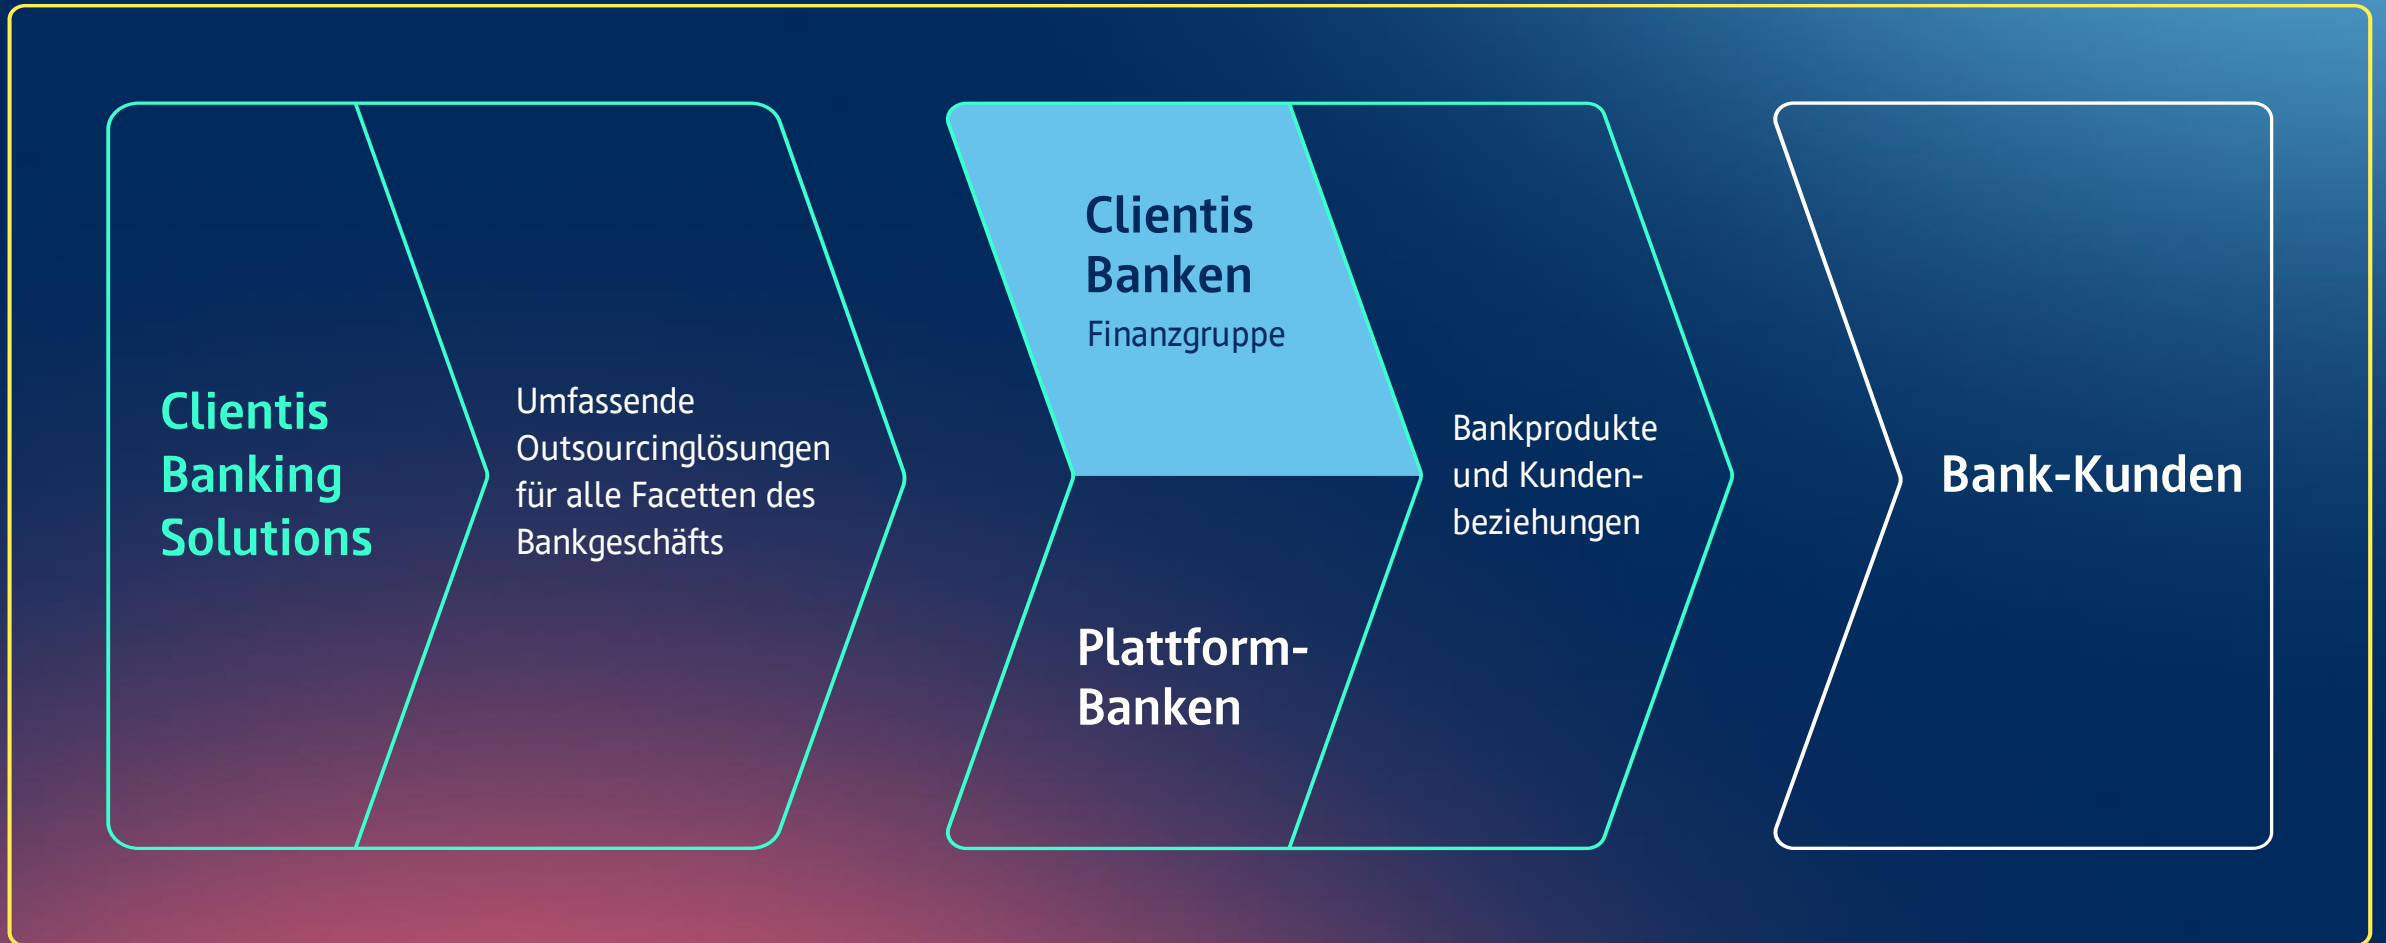 Clientis
Banking
Solutions
Umfassende
Outsourcinglösungen
für alle Facetten des
Bankgeschäfts
Clientis
Banken
Finanzgruppe
Plattform-
Banken
Bankprodukte
und Kunden-
beziehungen
Bank-Kunden